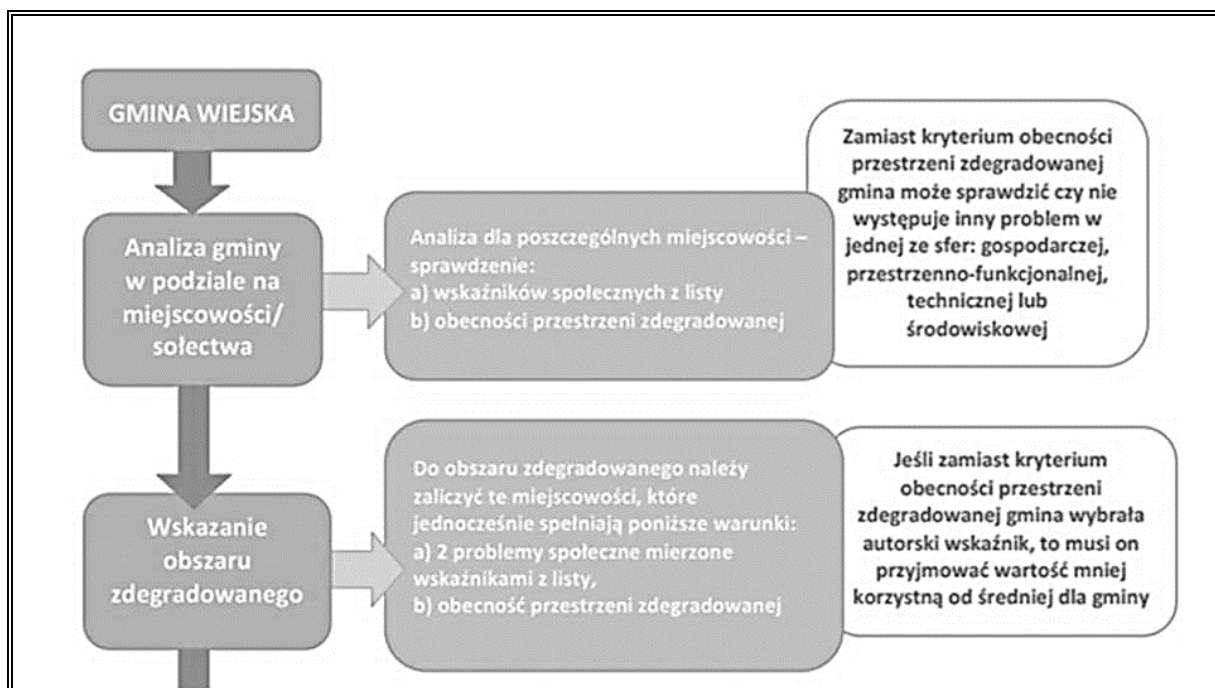 GMINA WIEJSKA
Analiza gminy
w podziale na
miejscowości/
sołectwa
Analiza dla poszczególnych miejscowości –
sprawdzenie:
a) wskaźników społecznych z listy
b) obecności przestrzeni zdegradowanej
Zamiast kryterium obecności
przestrzeni zdegradowanej
gmina może sprawdzić czy nie
występuje inny problem w
jednej ze sfer: gospodarczej,
przestrzenno-funkcjonalnej,
technicznej lub
środowiskowej
Wskazanie
obszaru
zdegradowanego
Do obszaru zdegradowanego należy
zaliczyć te miejscowości, które
jednocześnie spełniają poniższe warunki:
a) 2 problemy społeczne mierzone
wskaźnikami z listy,
b) obecność przestrzeni zdegradowanej
Jeśli zamiast kryterium
obecności przestrzeni
zdegradowanej gmina wybrała
autorski wskaźnik, to musi on
przyjmować wartość mniej
korzystną od średniej dla gminy